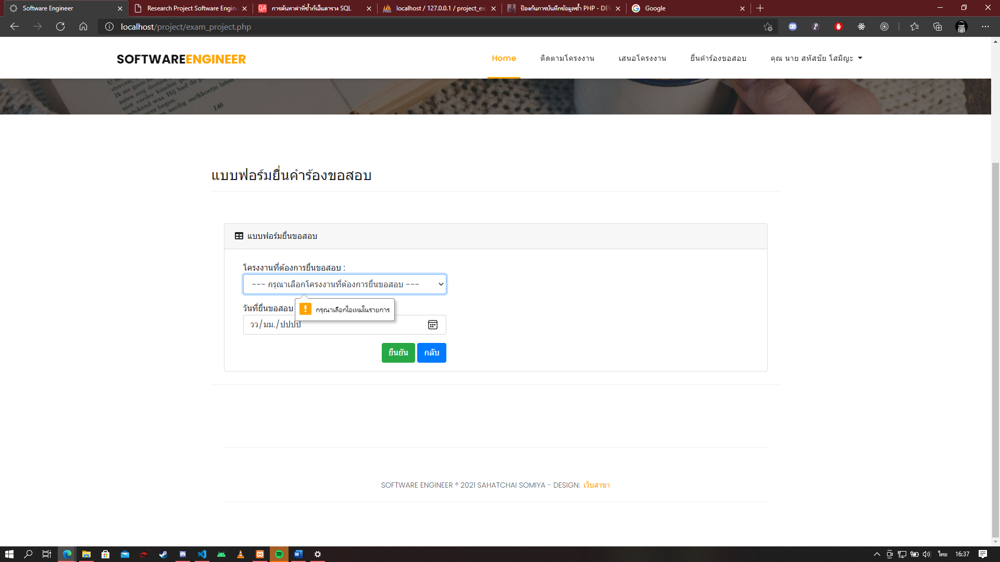 Software Engineer
Research Project Software Engin
QA การค้นหาค่าที่ซ้ำกันในตาราง SQL
localhost / 127.0.0.1 / project_ex
ป้องกันการบันทึกข้อมูลซ้ำ PHP - DEV
Google
localhost/project/exam_project.php
SOFTWAREENGINEER
Home
ติดตามโครงงาน
เสนอโครงงาน
ยื่นคำร้องขอสอบ
คุณ นาย สหัสชัย โสมิญะ
146
แบบฟอร์มยื่นคำร้องขอสอบ
แบบฟอร์มยื่นขอสอบ
โครงงานที่ต้องการยื่นขอสอบ :
--- กรุณาเลือกโครงงานที่ต้องการยื่นขอสอบ ---
วันที่ยื่นขอสอบ
กรุณาเลือกไอเทมในรายการ
วว/มม./ปปปป
ยืนยัน
กลับ
SOFTWARE ENGINEER ® 2021 SAHATCHAI SOMIYA - DESIGN: เว็บสาขา
ไทย
16:37